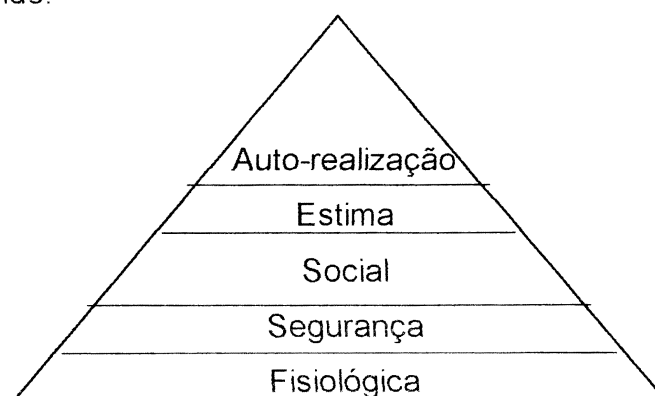 Auto-realização
Estima
Social
Segurança
Fisiológica